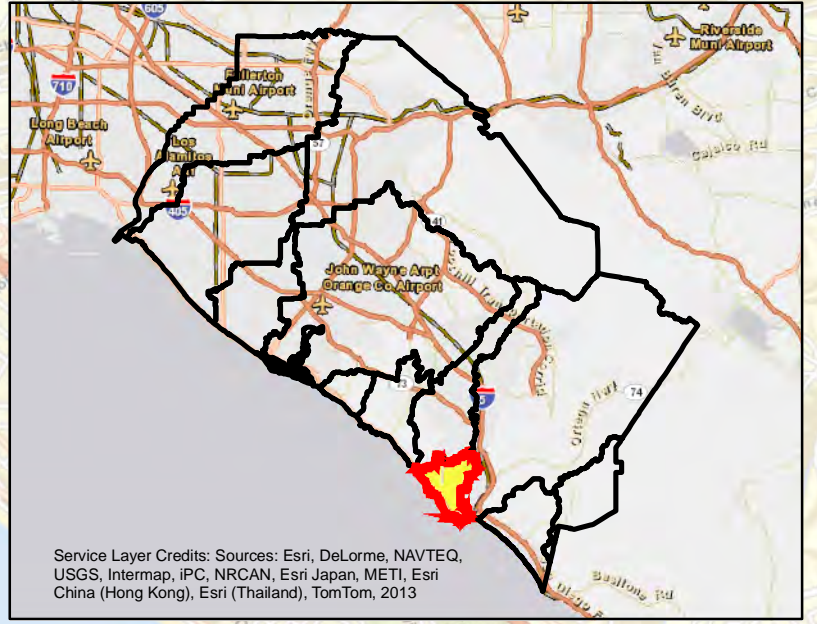 605
Riverside
Muni Airport
Fullerton
Muni Airport
710
Van Buren Blvd
Long Beach
Airport
57
Cajalco Rd
Los
Alamitos
405
John Wayne Arpt
Orange Co Airport
73
5
74
Ortega
Service Layer Credits: Sources: Esri, DeLorme, NAVTEQ,
USGS, Intermap, iPC, NRCAN, Esri Japan, METI, Esri
China (Hong Kong), Esri (Thailand), TomTom, 2013
Basilone Rd